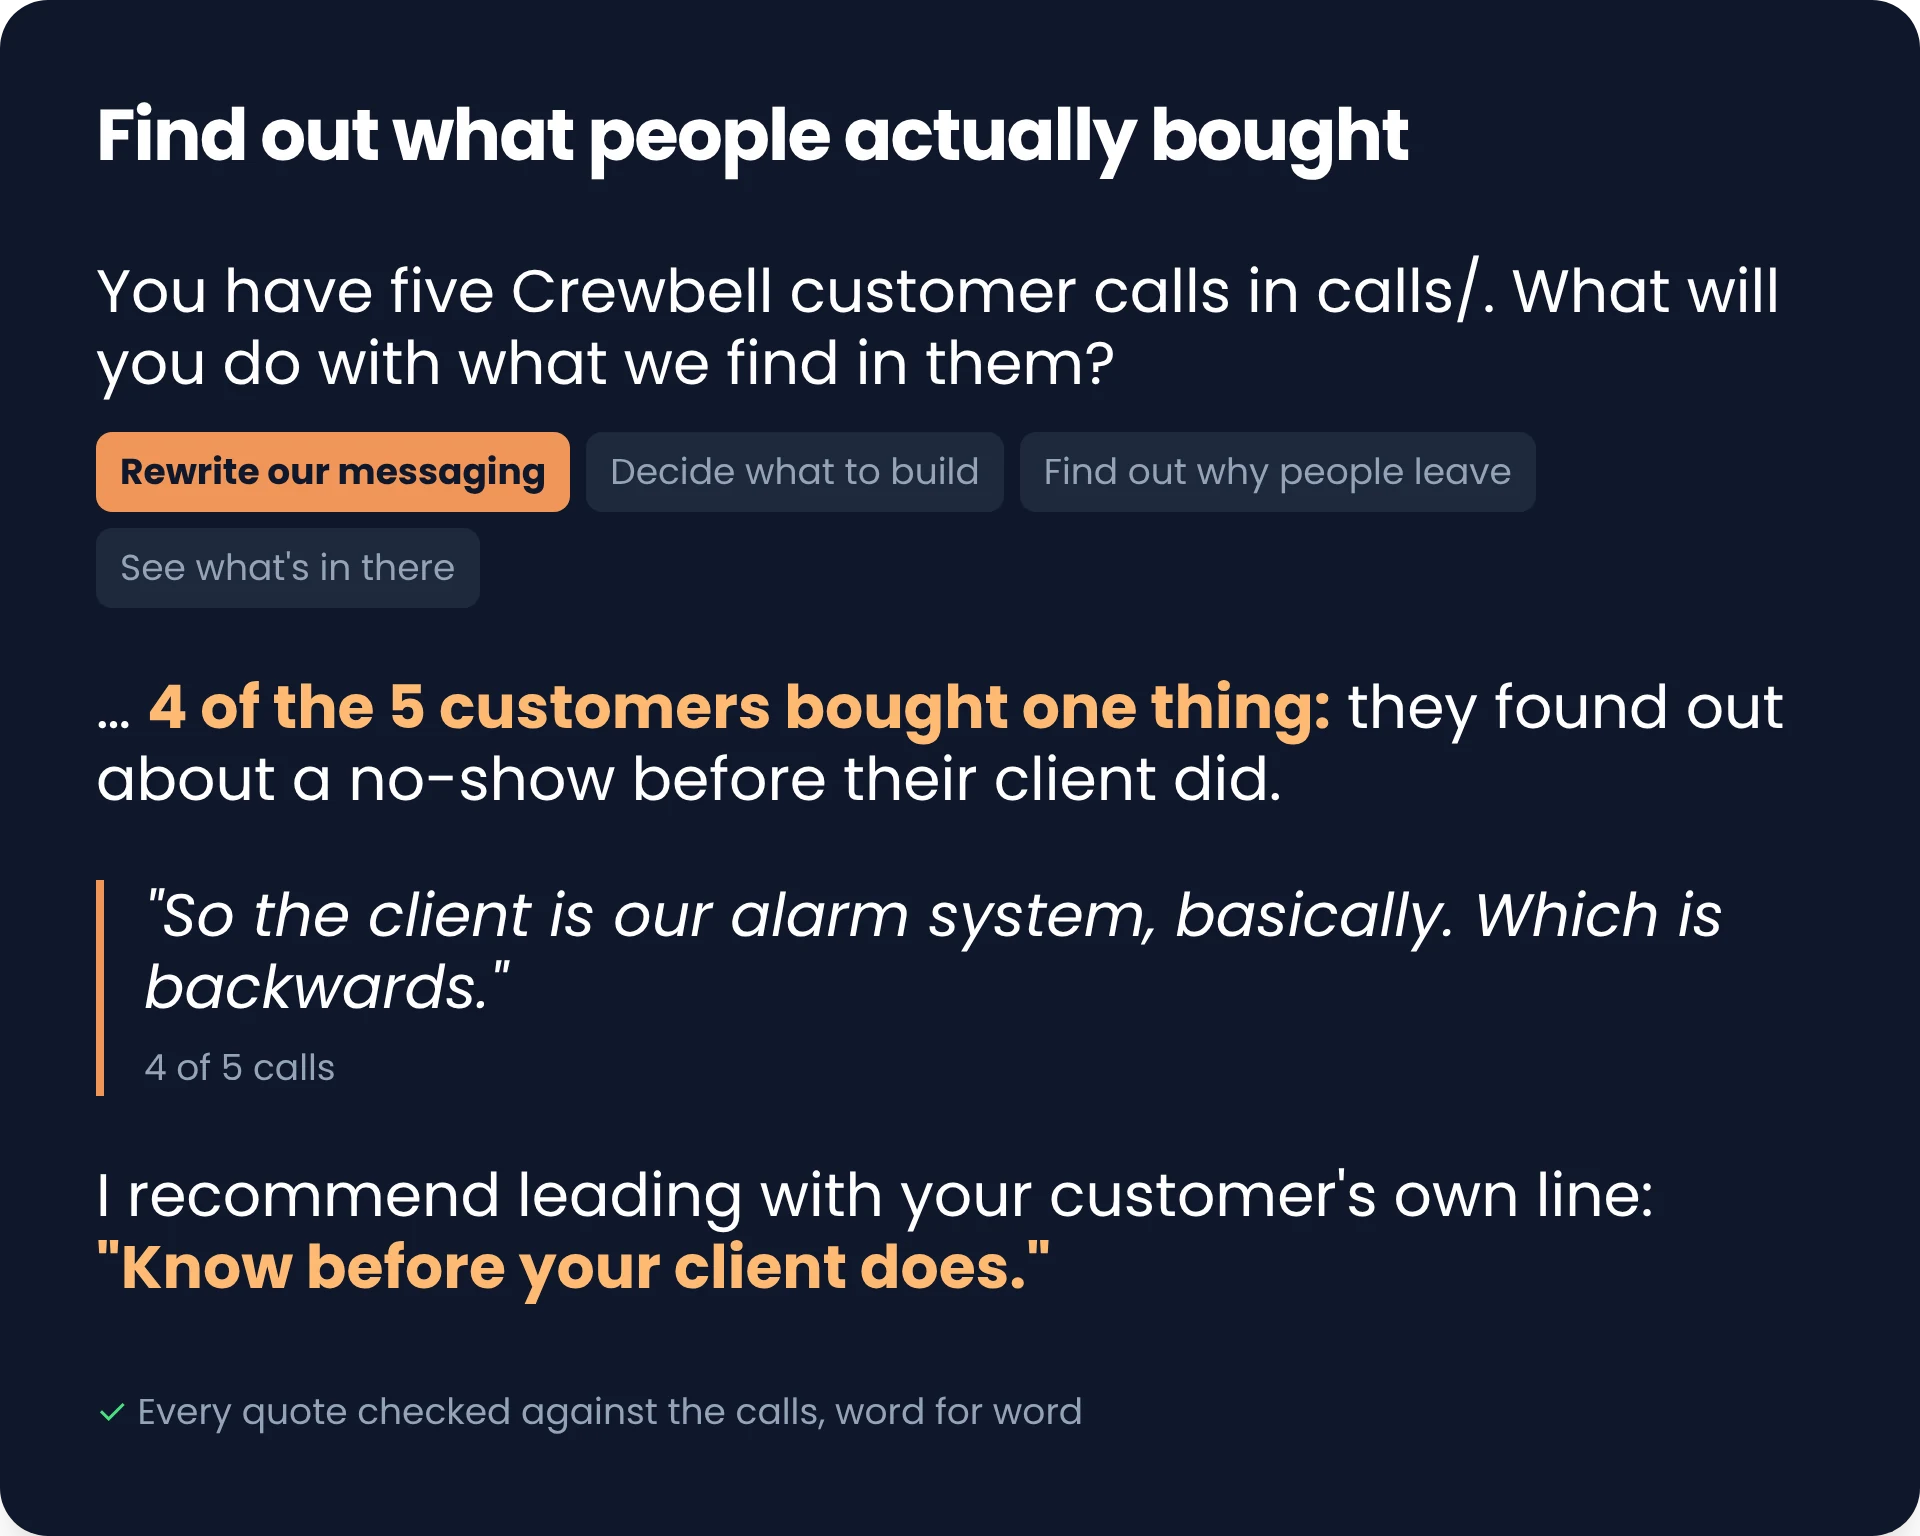 Find out what people actually bought
You have five Crewbell customer calls in calls/. What will
you do with what we find in them?
Rewrite our messaging
Decide what to build
Find out why people leave
See what's in there
... 4 of the 5 customers bought one thing: they found out
about a no-show before their client did.
"So the client is our alarm system, basically. Which is
backwards."
4 of 5 calls
I recommend leading with your customer's own line:
"Know before your client does."
✓ Every quote checked against the calls, word for word